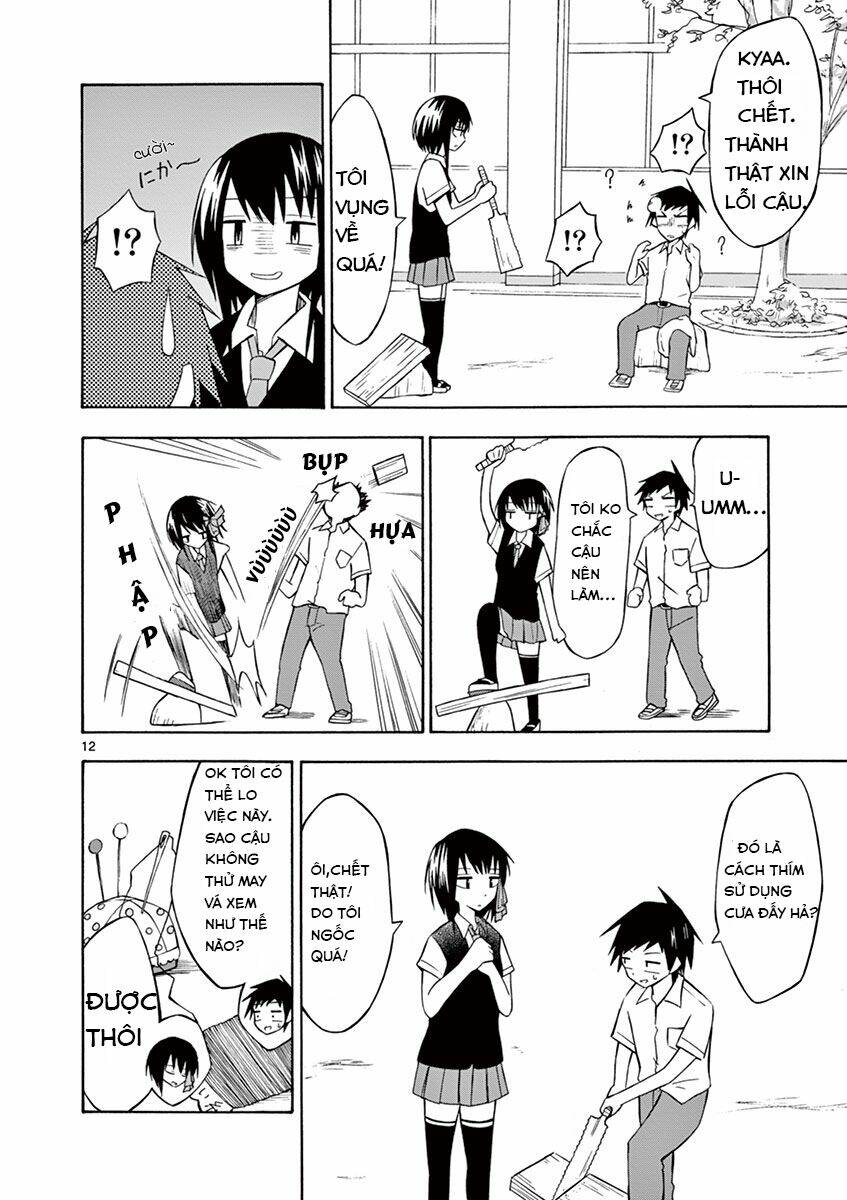 KYAA.
THÔI
CHẾT.
THÀNH
THẬT XIN
LỖI CẬU.
!?
?
?
!?
TÔI
VỤNG
VỀ
QUÁ!
cười~
にか〜
!?
U-
UMM...
TÔI KO
CHẮC
CẬU
NÊN
LÀM...
BỤP
HỰA
VÙÙÙÙÙÙ
PHẬP
12
ĐÓ LÀ
CÁCH THÍM
SỬ DỤNG
CƯA ĐẤY HẢ?
ÔI,CHẾT
THẬT!
DO TÔI
NGỐC
QUÁ!
OK TÔI CÓ
THỂ LO
VIỆC NÀY.
SAO CẬU
KHÔNG
THỬ MAY
VÁ XEM
NHƯ THẾ
NÀO?
ĐƯỢC
THÔI